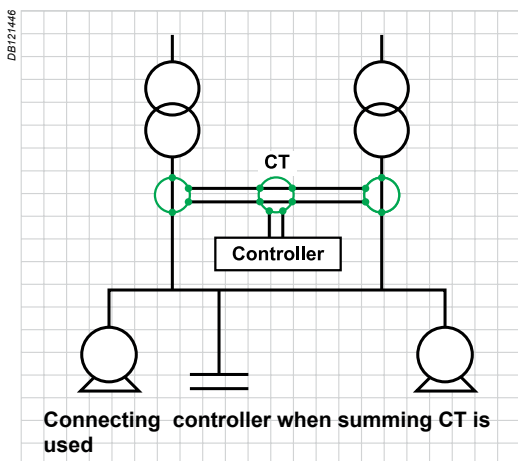 DB121446
CT
Controller
Connecting controller when summing CT is
used